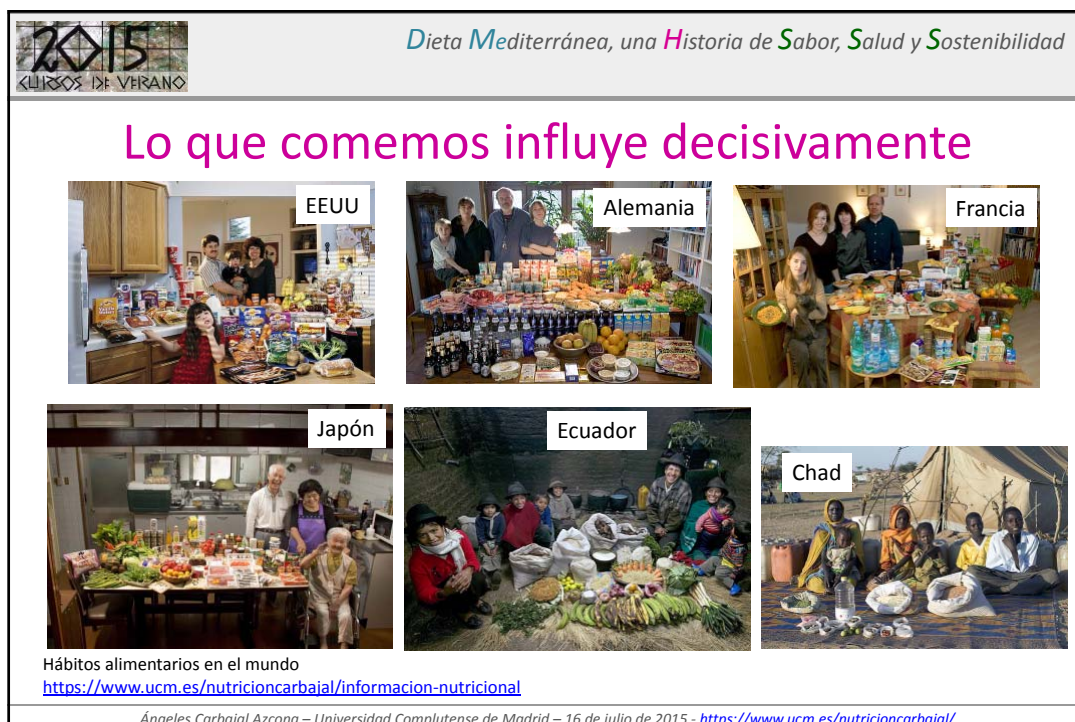 2015
CURSOS DE VERANO
Dieta Mediterránea, una Historia de Sabor, Salud y Sostenibilidad
Lo que comemos influye decisivamente
EEUU
Alemania
Francia
Japón
Ecuador
Chad
Hábitos alimentarios en el mundo
https://www.ucm.es/nutricioncarbajal/informacion-nutricional
Ángeles Carbajal Azcona – Universidad Complutense de Madrid – 16 de julio de 2015 - https://www.ucm.es/nutricioncarbajal/